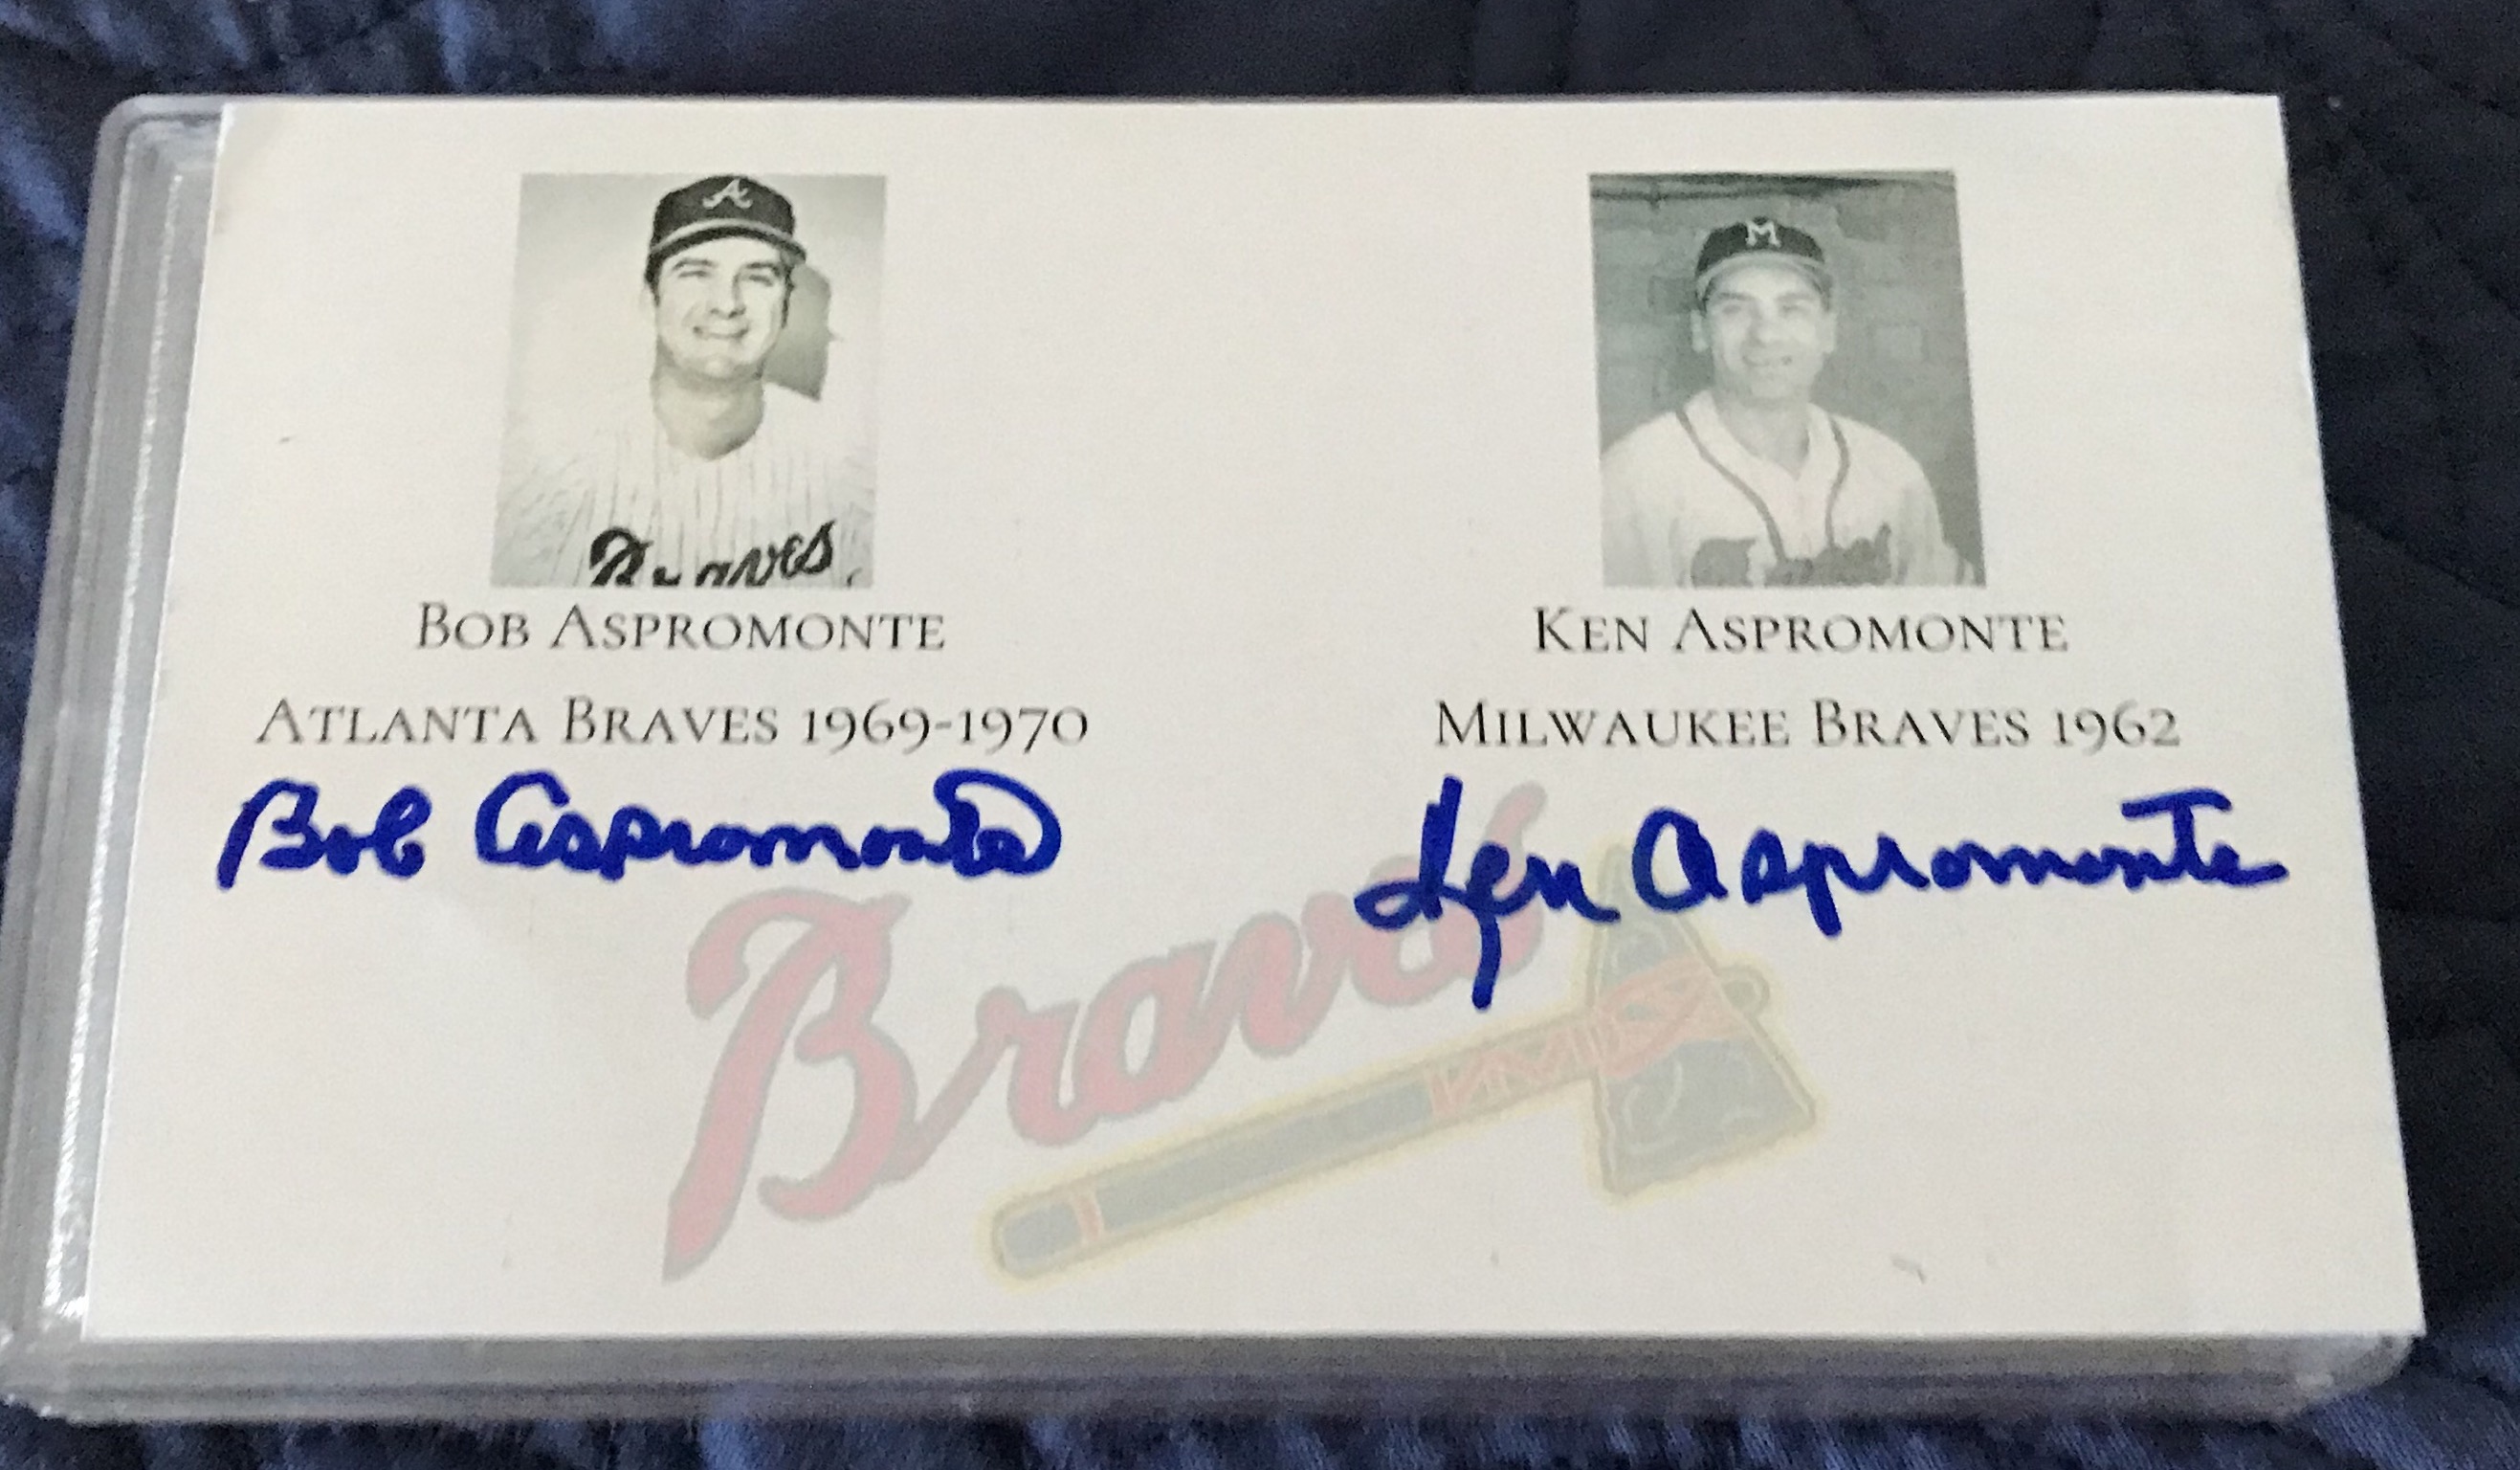 A
Braves
M
BOB ASPROMONTE
KEN ASPROMONTE
ATLANTA BRAVES 1969-1970
MILWAUKEE BRAVES 1962
Bob Aspromonte
Ken Aspromonte
Braves